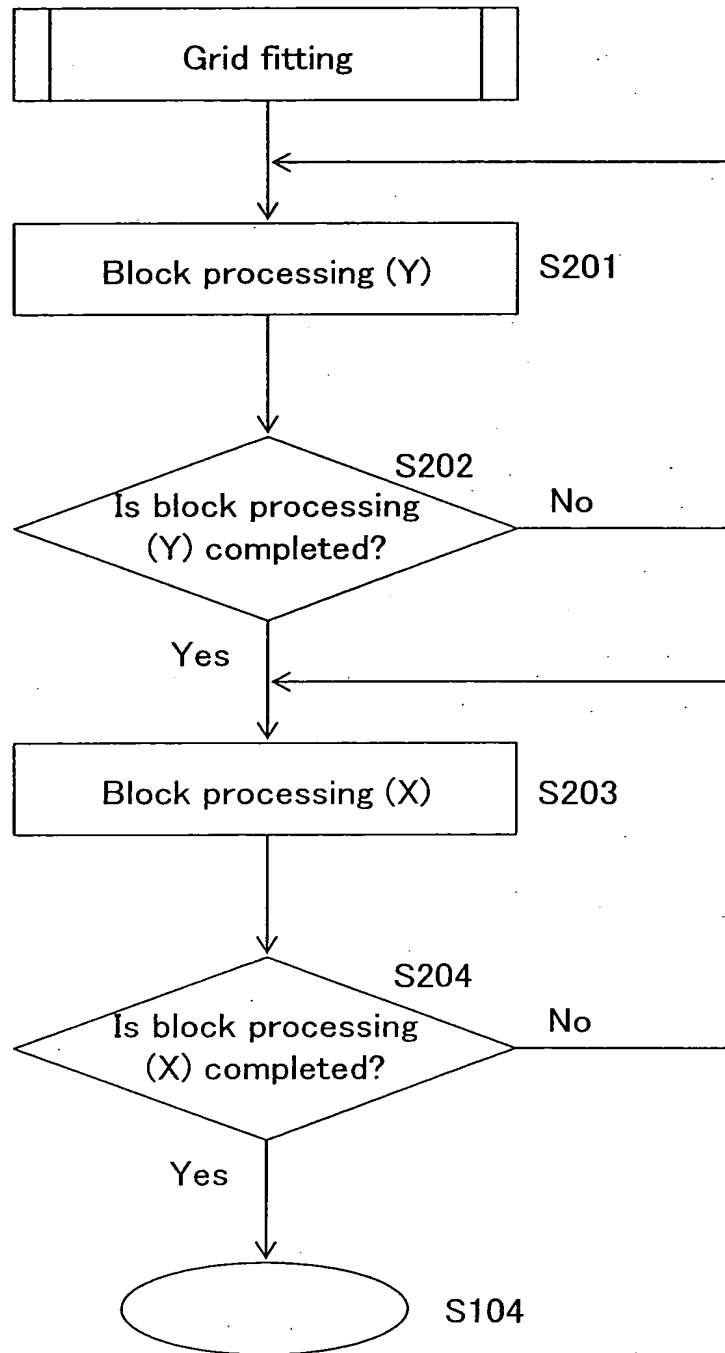 Grid fitting
Block processing (Y)
S201
S202
Is block processing
(Y) completed?
No
Yes
Block processing (X)
S203
S204
Is block processing
(X) completed?
No
Yes
S104